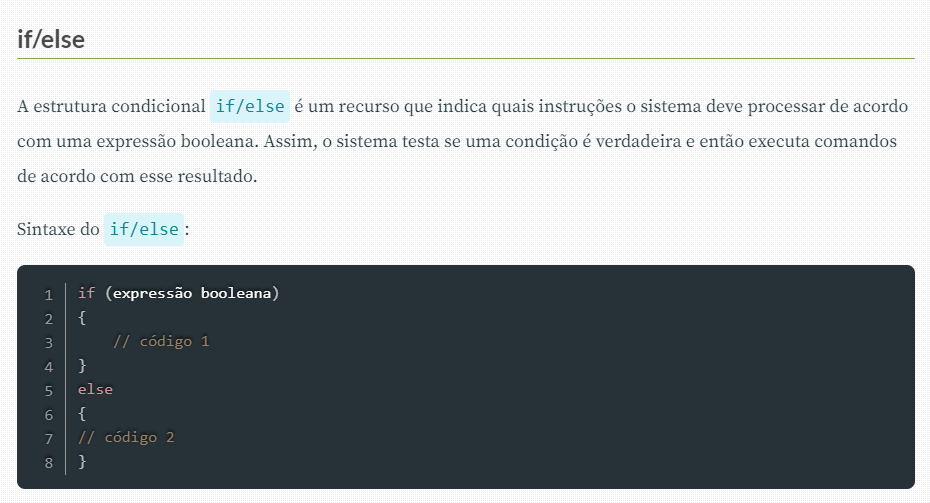 if/else
A estrutura condicional if/else é um recurso que indica quais instruções o sistema deve processar de acordo
com uma expressão booleana. Assim, o sistema testa se uma condição é verdadeira e então executa comandos
de acordo com esse resultado.
Sintaxe do if/else:
1 if (expressão booleana)
2 {
3     // código 1
4 }
5 else
6 {
7 // código 2
8 }